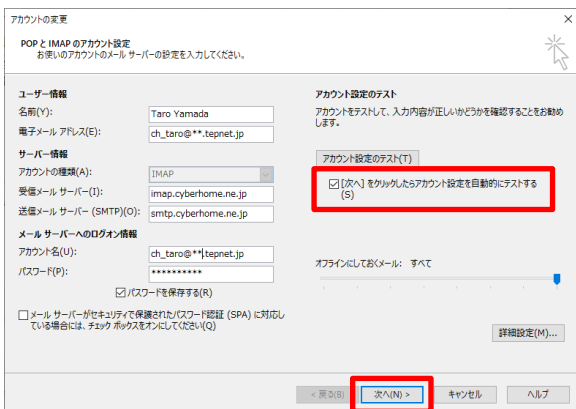 アカウントの変更
×
POP と IMAP のアカウント設定
お使いのアカウントのメール サーバーの設定を入力してください。
ユーザー情報
名前(Y):
Taro Yamada
電子メール アドレス(E):
ch_taro@**.tepnet.jp
サーバー情報
アカウントの種類(A):
IMAP
受信メール サーバー(I):
imap.cyberhome.ne.jp
送信メール サーバー (SMTP)(O):
smtp.cyberhome.ne.jp
メール サーバーへのログオン情報
アカウント名(U):
ch_taro@**.tepnet.jp
パスワード(P):
**********
パスワードを保存する(R)
メール サーバーがセキュリティで保護されたパスワード認証 (SPA) に対応し
ている場合には、チェック ボックスをオンにしてください(Q)
アカウント設定のテスト
アカウントをテストして、入力内容が正しいかどうかを確認することをお勧め
します。
アカウント設定のテスト(T)
[次へ] をクリックしたらアカウント設定を自動的にテストする
(S)
オフラインにしておくメール: すべて
詳細設定(M)...
< 戻る(B)
次へ(N) >
キャンセル
ヘルプ